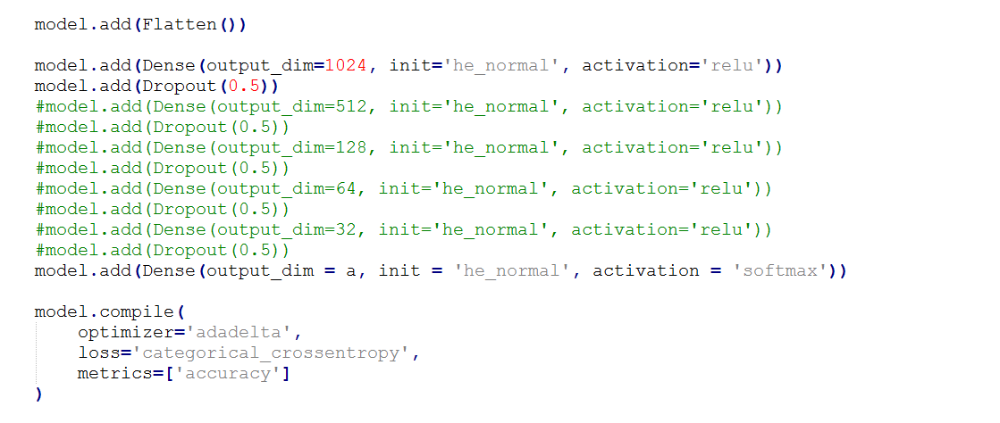 model.add(Flatten())
model.add(Dense(output_dim=1024, init='he_normal', activation='relu'))
model.add(Dropout(0.5))
#model.add(Dense(output_dim=512, init='he_normal', activation='relu'))
#model.add(Dropout(0.5))
#model.add(Dense(output_dim=128, init='he_normal', activation='relu'))
#model.add(Dropout(0.5))
#model.add(Dense(output_dim=64, init='he_normal', activation='relu'))
#model.add(Dropout(0.5))
#model.add(Dense(output_dim=32, init='he_normal', activation='relu'))
#model.add(Dropout(0.5))
model.add(Dense(output_dim = a, init = 'he_normal', activation = 'softmax'))
model.compile(
    optimizer='adadelta',
    loss='categorical_crossentropy',
    metrics=['accuracy']
)